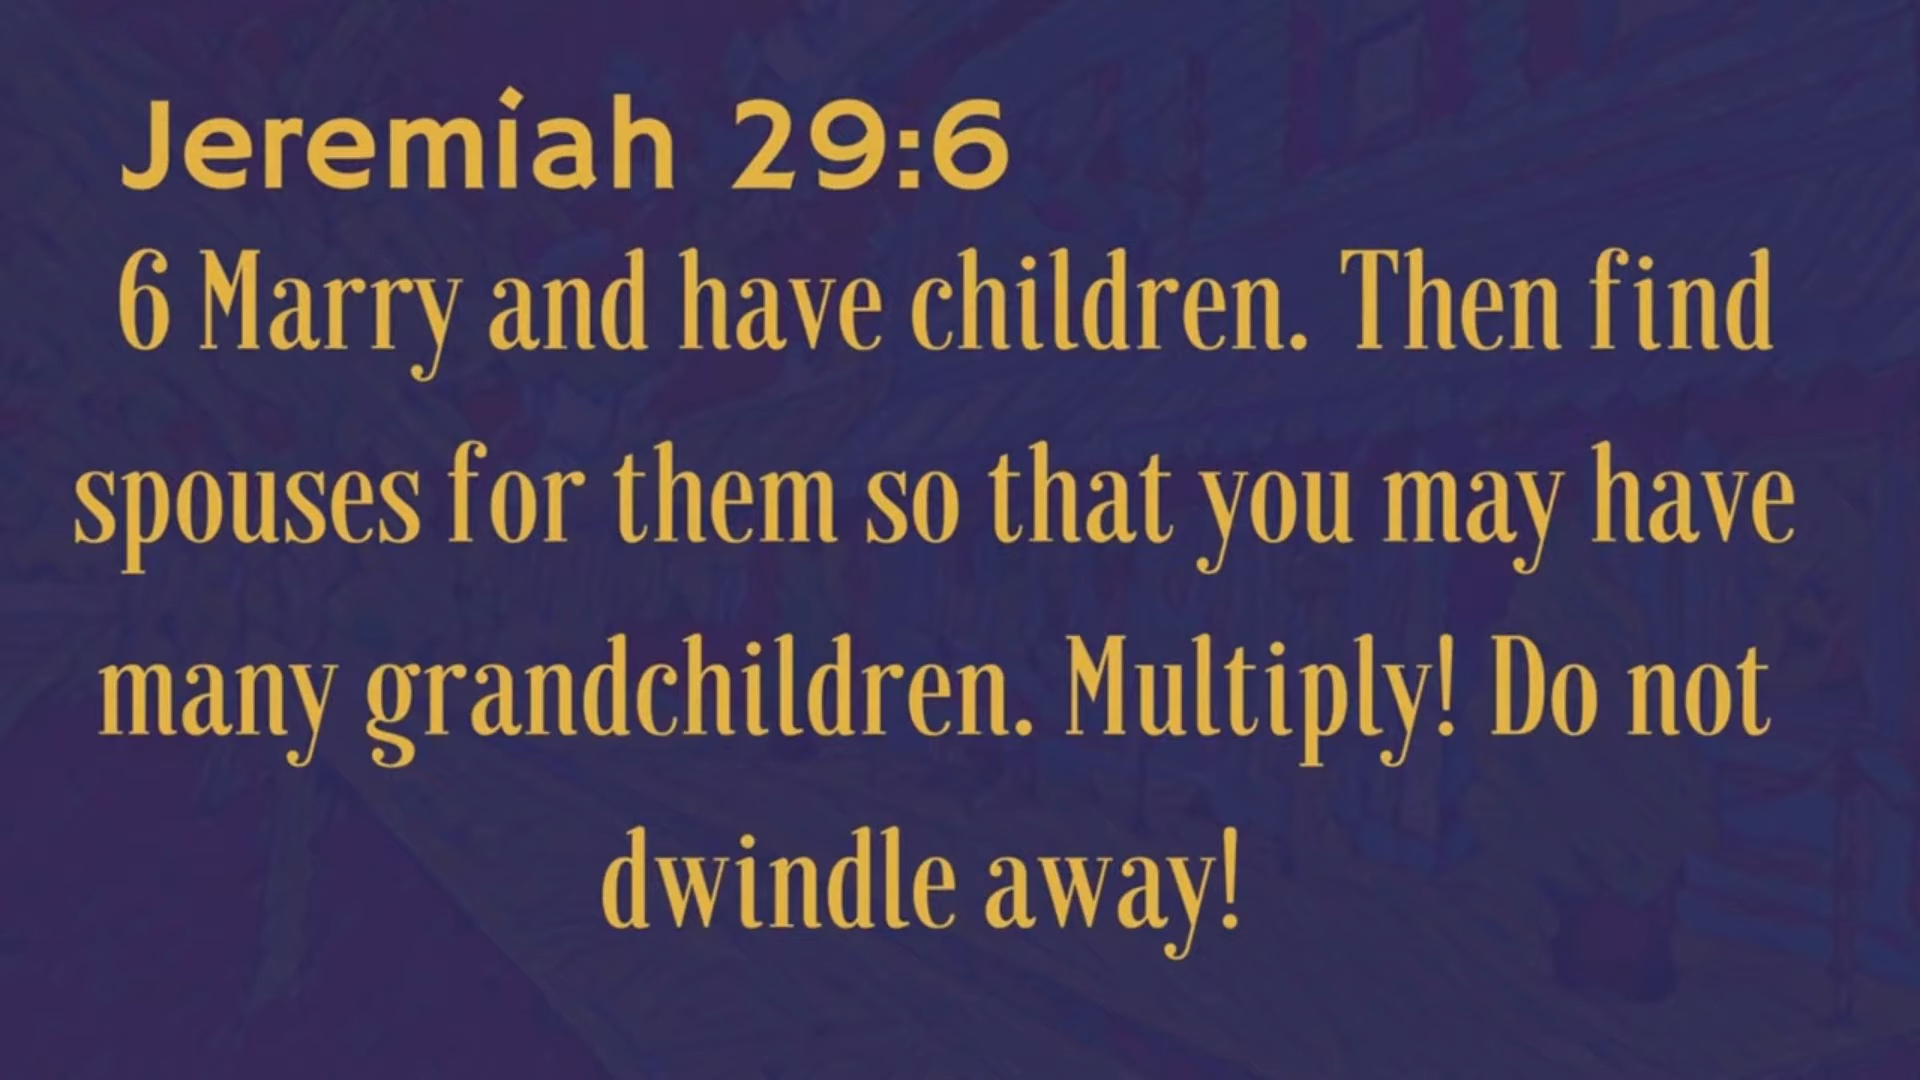 Jeremiah 29:6
6 Marry and have children. Then find
spouses for them so that you may have
many grandchildren. Multiply! Do not
dwindle away!